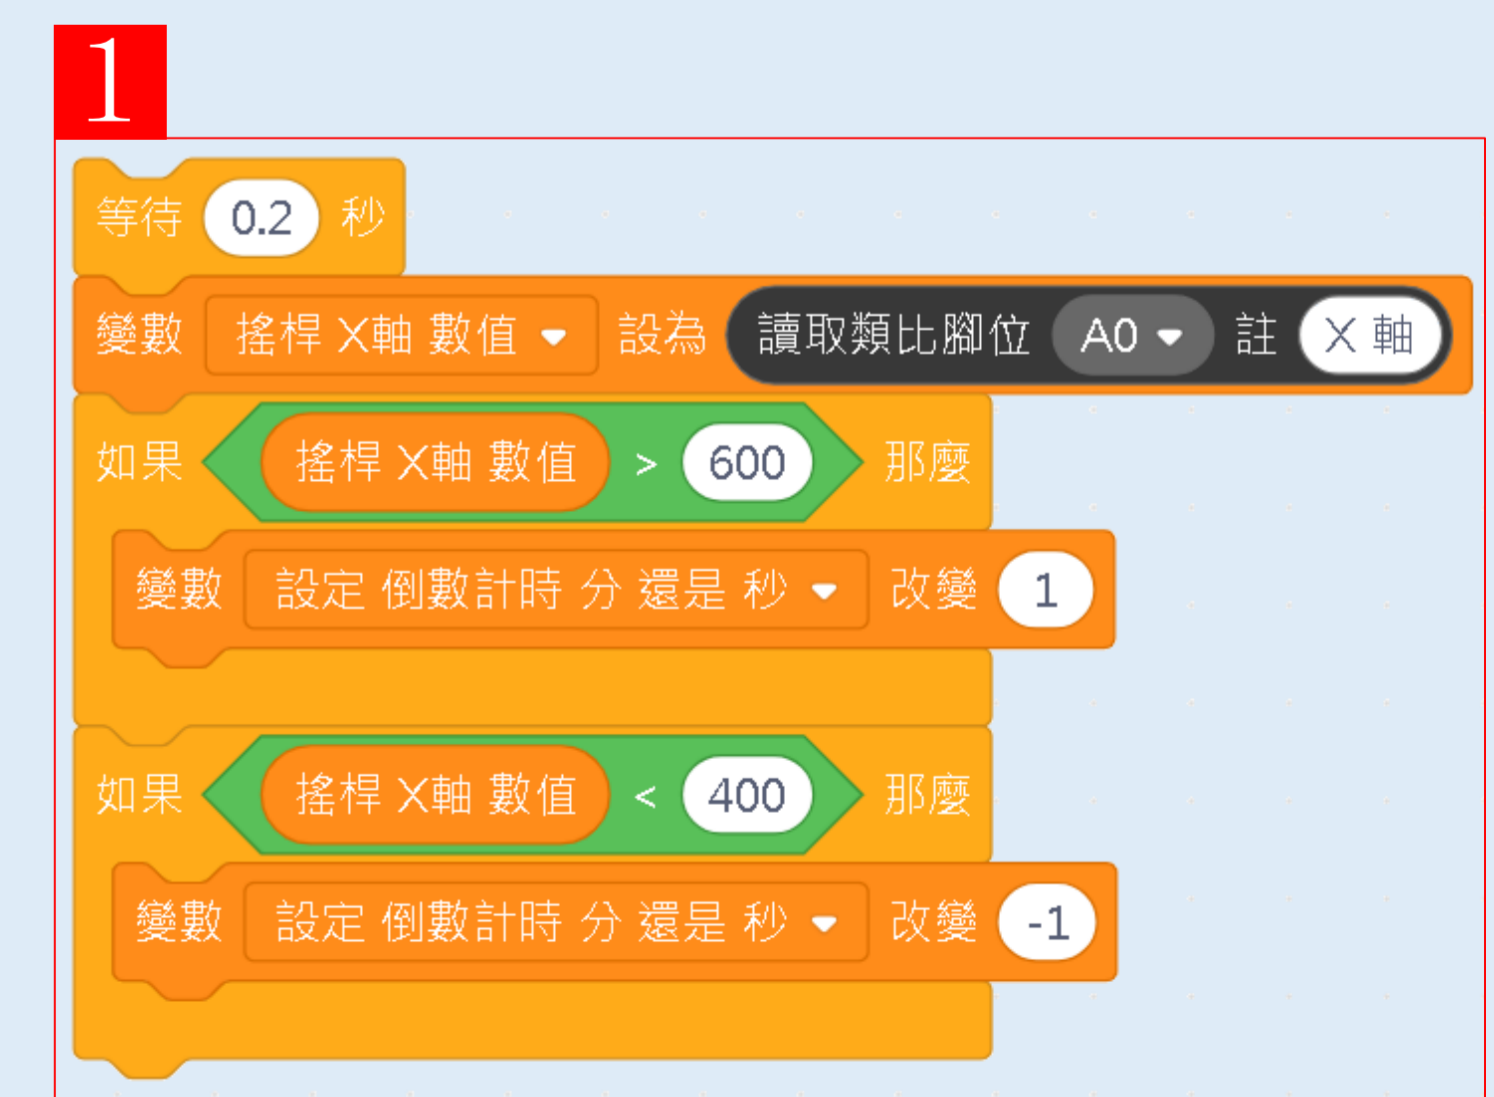 1
等待 0.2 秒
變數 搖桿 X軸 數值 設為 讀取類比腳位 A0 註 X 軸
如果 搖桿 X軸 數值 > 600 那麼
變數 設定 倒數計時 分 還是 秒 改變 1
如果 搖桿 X軸 數值 < 400 那麼
變數 設定 倒數計時 分 還是 秒 改變 -1